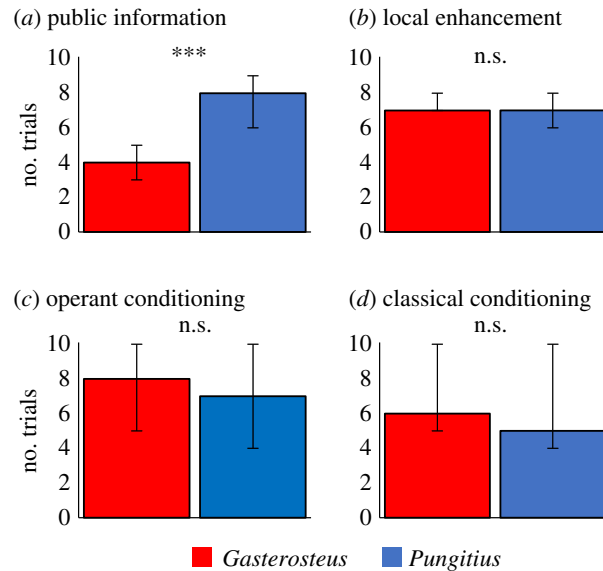 (a) public information
(b) local enhancement
***
n.s.
no. trials
10
8
6
4
2
0
10
8
6
4
2
0
(c) operant conditioning
(d) classical conditioning
n.s.
n.s.
no. trials
10
8
6
4
2
0
10
8
6
4
2
0
Gasterosteus Pungitius